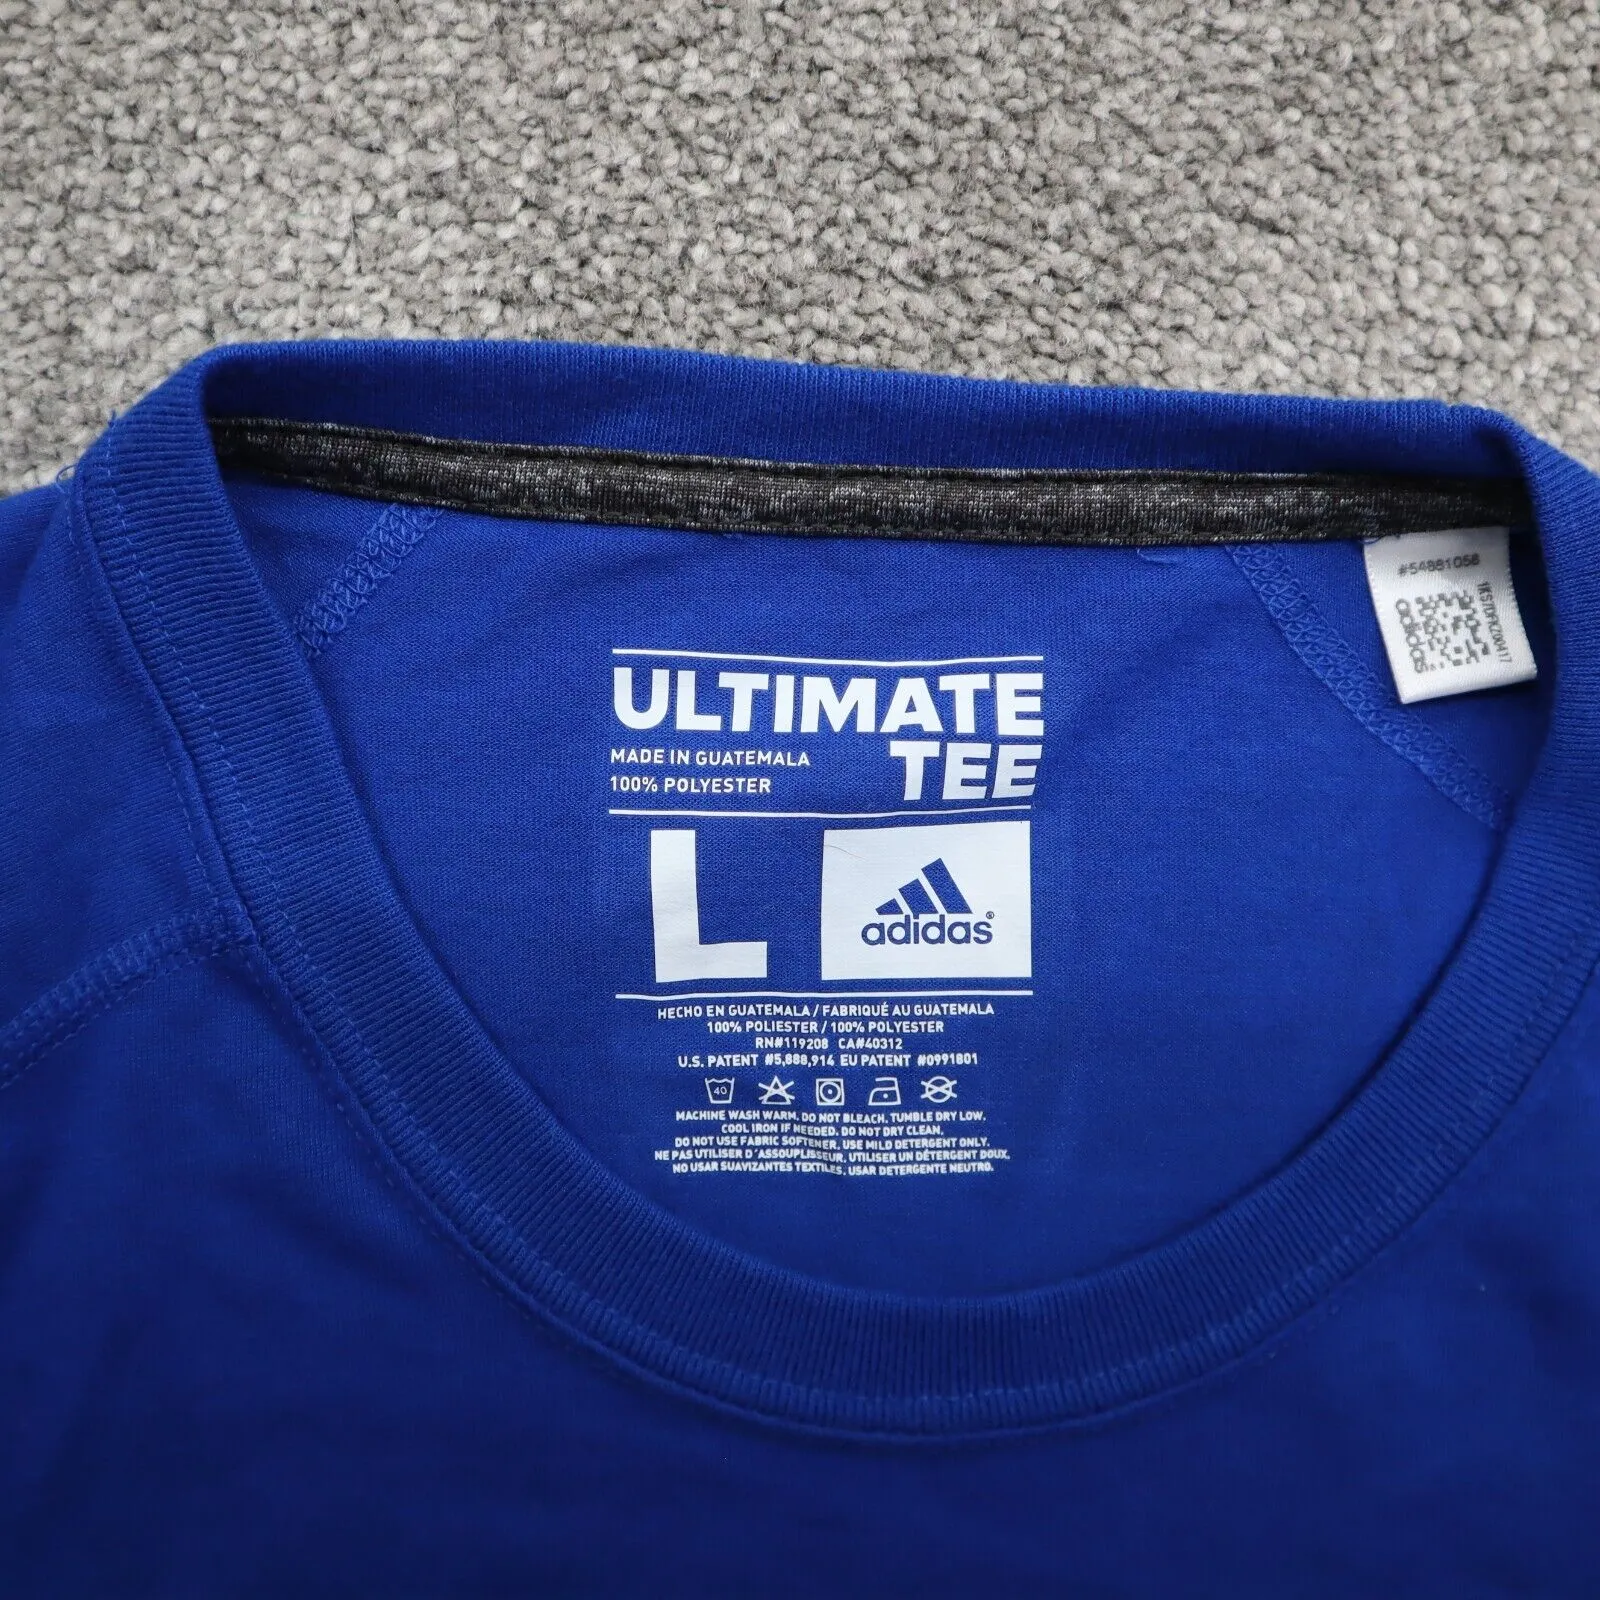 #54881058
1KS7DFKZ00417
adidas
ULTIMATE
TEE
MADE IN GUATEMALA
100% POLYESTER
L
adidas®
HECHO EN GUATEMALA / FABRIQUÉ AU GUATEMALA
100% POLIESTER / 100% POLYESTER
RN#119208 CA#40312
U.S. PATENT #5,888,914 EU PATENT #0991801
40
MACHINE WASH WARM. DO NOT BLEACH. TUMBLE DRY LOW.
COOL IRON IF NEEDED. DO NOT DRY CLEAN.
DO NOT USE FABRIC SOFTENER. USE MILD DETERGENT ONLY.
NE PAS UTILISER D'ASSOUPLISSEUR. UTILISER UN DÉTERGENT DOUX.
NO USAR SUAVIZANTES TEXTILES. USAR DETERGENTE NEUTRO.